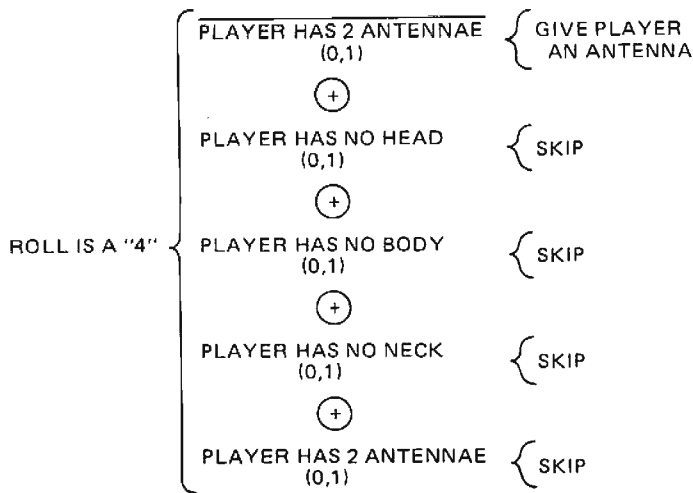 PLAYER HAS 2 ANTENNAE { GIVE PLAYER
(0,1) AN ANTENNA
+
PLAYER HAS NO HEAD { SKIP
(0,1)
+
ROLL IS A "4" { PLAYER HAS NO BODY { SKIP
(0,1)
+
PLAYER HAS NO NECK { SKIP
(0,1)
+
PLAYER HAS 2 ANTENNAE { SKIP
(0,1)